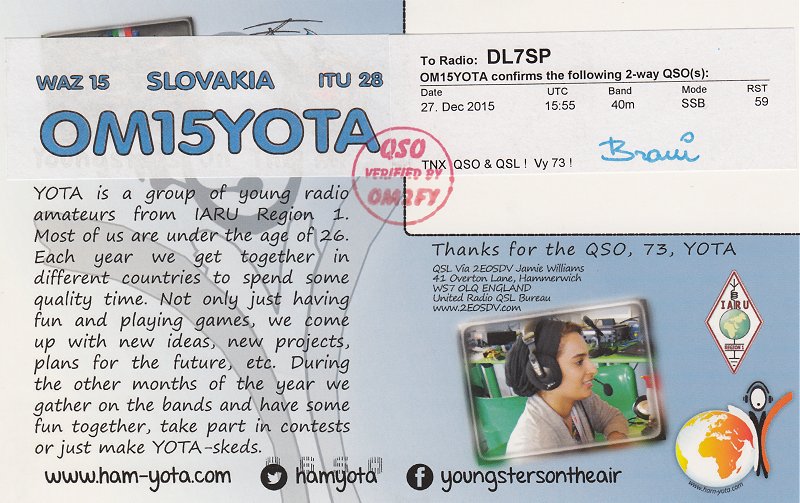 WAZ 15 SLOVAKIA ITU 28
OM15YOTA
To Radio: DL7SP
OM15YOTA confirms the following 2-way QSO(s):
Date UTC Band Mode RST
27. Dec 2015 15:55 40m SSB 59
TNX QSO & QSL ! Vy 73 !
QSO
VERIFIED BY
OM2FY
YOTA is a group of young radio
amateurs from IARU Region 1.
Most of us are under the age of 26.
Each year we get together in
different countries to spend some
quality time. Not only just having
fun and playing games, we come
up with new ideas, new projects,
plans for the future, etc. During
the other months of the year we
gather on the bands and have some
fun together, take part in contests
or just make YOTA-skeds.
www.ham-yota.com hamyota youngstersontheair
Thanks for the QSO, 73, YOTA
QSL Via 2E0SDV Jamie Williams
41 Overton Lane, Hammerwich
WS7 0LQ ENGLAND
United Radio QSL Bureau
www.2E0SDV.com
IARU
REGION 1
www.ham-yota.com